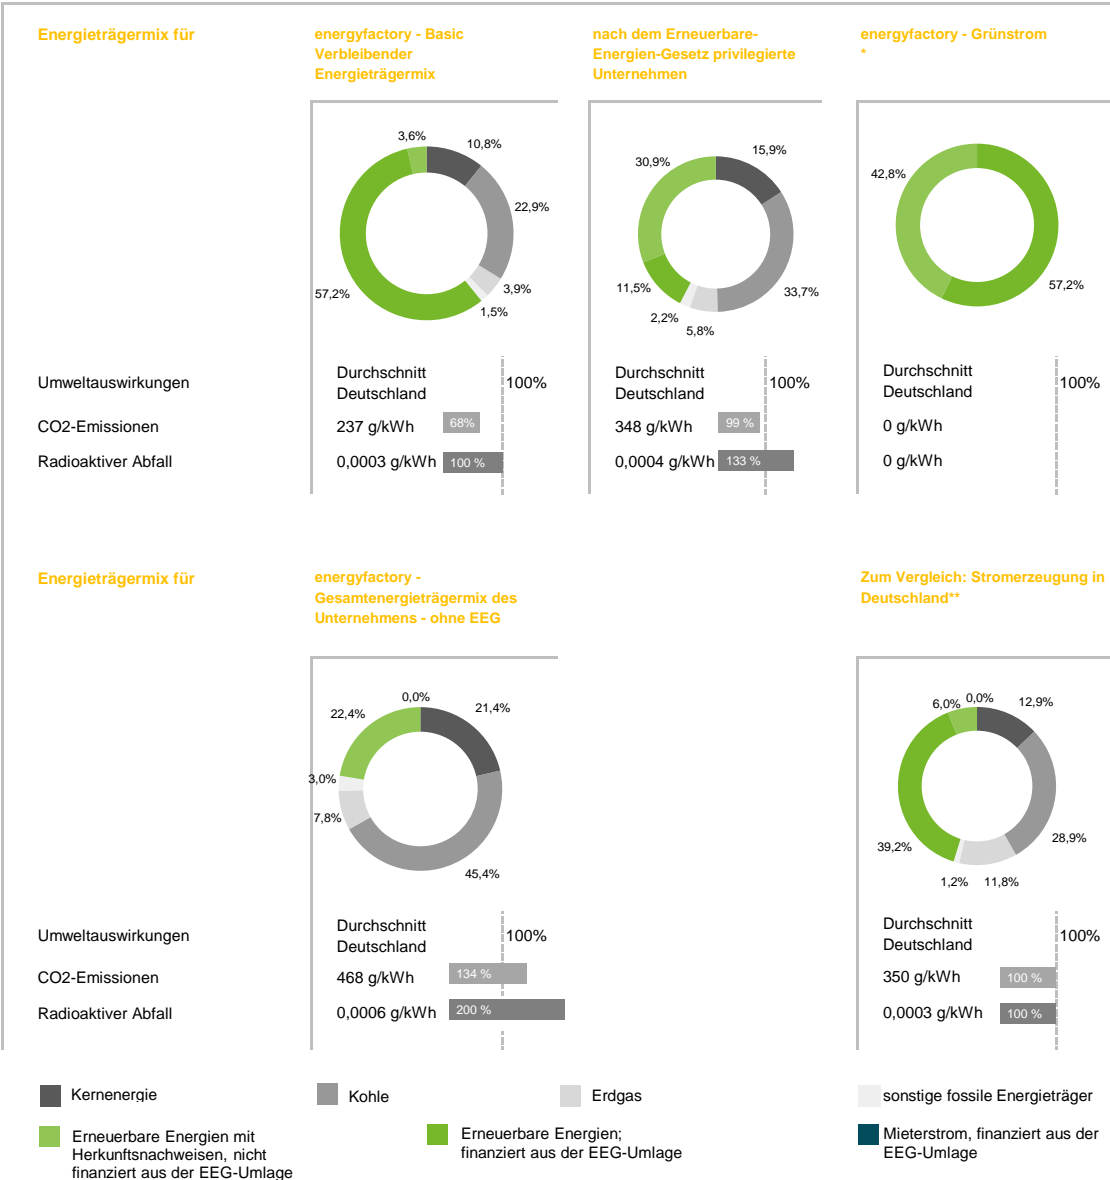 Energieträgermix für
energyfactory - Basic
Verbleibender
Energieträgermix
nach dem Erneuerbare-
Energien-Gesetz privilegierte
Unternehmen
energyfactory - Grünstrom
*
3,6%
10,8%
22,9%
3,9%
1,5%
57,2%
30,9%
15,9%
33,7%
5,8%
2,2%
11,5%
42,8%
57,2%
Umweltauswirkungen
Durchschnitt
Deutschland
100%
Durchschnitt
Deutschland
100%
Durchschnitt
Deutschland
100%
CO2-Emissionen
237 g/kWh
68%
348 g/kWh
99 %
0 g/kWh
Radioaktiver Abfall
0,0003 g/kWh
100 %
0,0004 g/kWh
133 %
0 g/kWh
Energieträgermix für
energyfactory -
Gesamtenergieträgermix des
Unternehmens - ohne EEG
Zum Vergleich: Stromerzeugung in
Deutschland**
0,0%
21,4%
22,4%
3,0%
7,8%
45,4%
6,0%
0,0%
12,9%
28,9%
11,8%
1,2%
39,2%
Umweltauswirkungen
Durchschnitt
Deutschland
100%
Durchschnitt
Deutschland
100%
CO2-Emissionen
468 g/kWh
134 %
350 g/kWh
100 %
Radioaktiver Abfall
0,0006 g/kWh
200 %
0,0003 g/kWh
100 %
Kernenergie
Kohle
Erdgas
sonstige fossile Energieträger
Erneuerbare Energien mit
Herkunftsnachweisen, nicht
finanziert aus der EEG-Umlage
Erneuerbare Energien;
finanziert aus der EEG-Umlage
Mieterstrom, finanziert aus der
EEG-Umlage